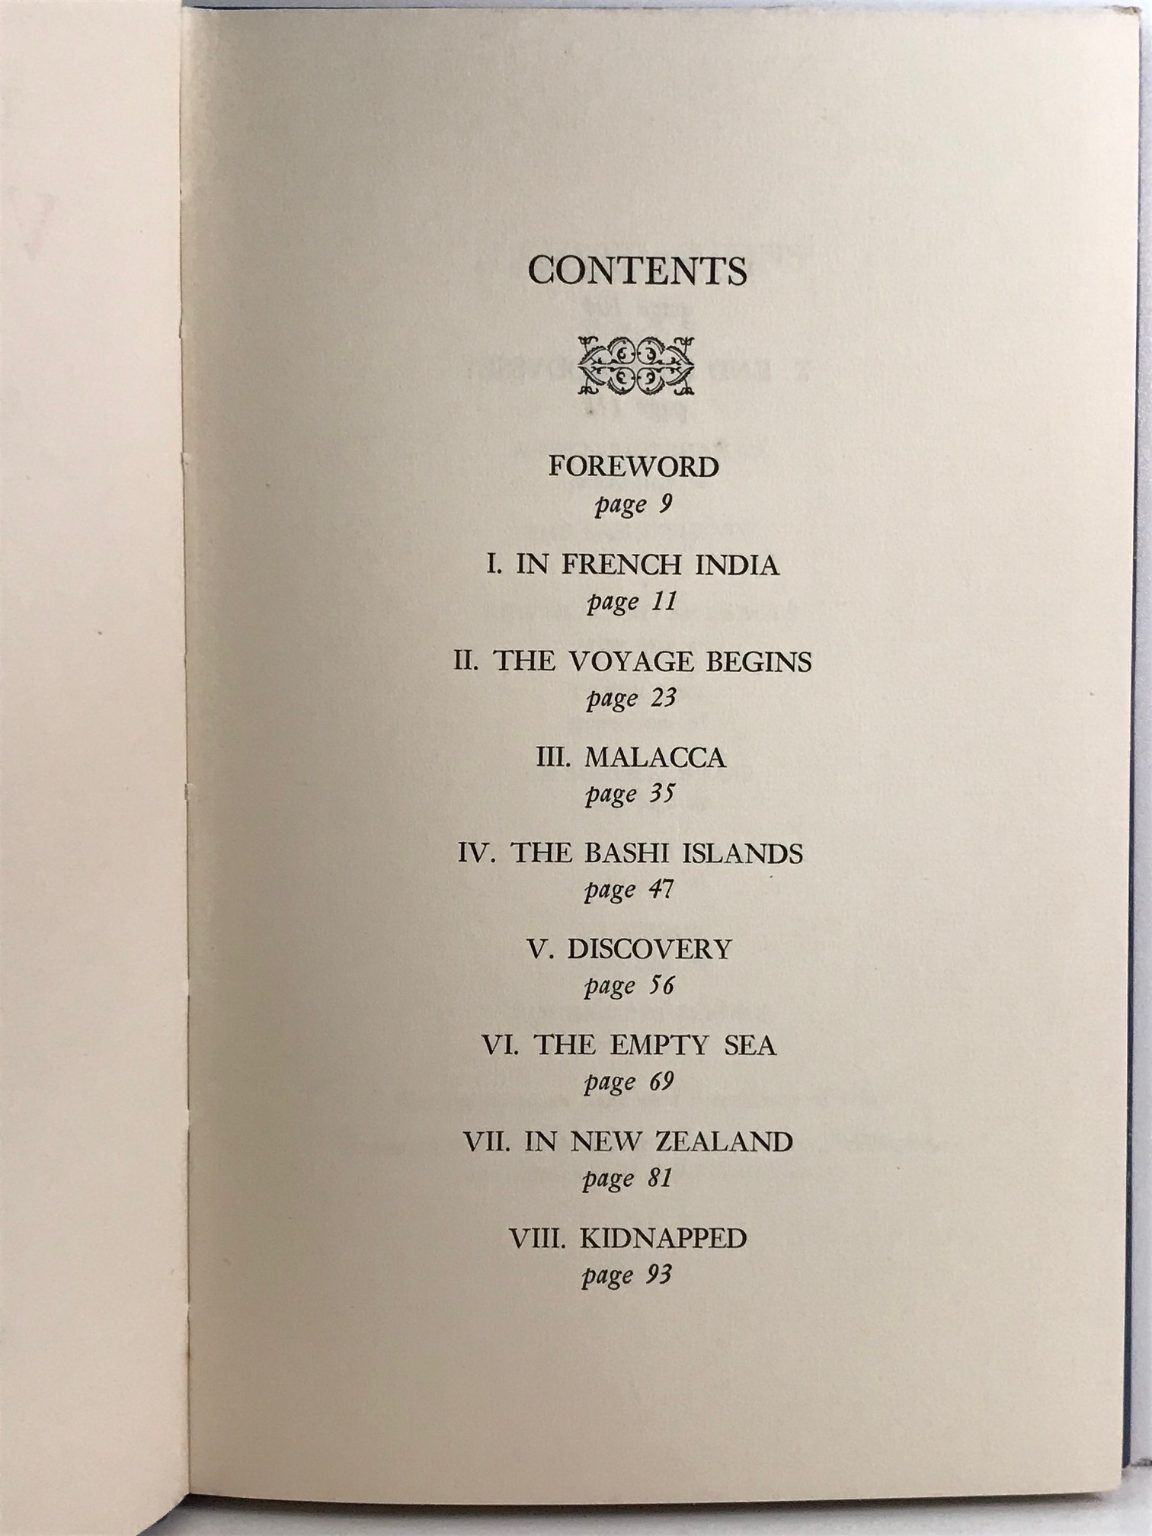 CONTENTS
FOREWORD
page 9
I. IN FRENCH INDIA
page 11
II. THE VOYAGE BEGINS
page 23
III. MALACCA
page 35
IV. THE BASHI ISLANDS
page 47
V. DISCOVERY
page 56
VI. THE EMPTY SEA
page 69
VII. IN NEW ZEALAND
page 81
VIII. KIDNAPPED
page 93